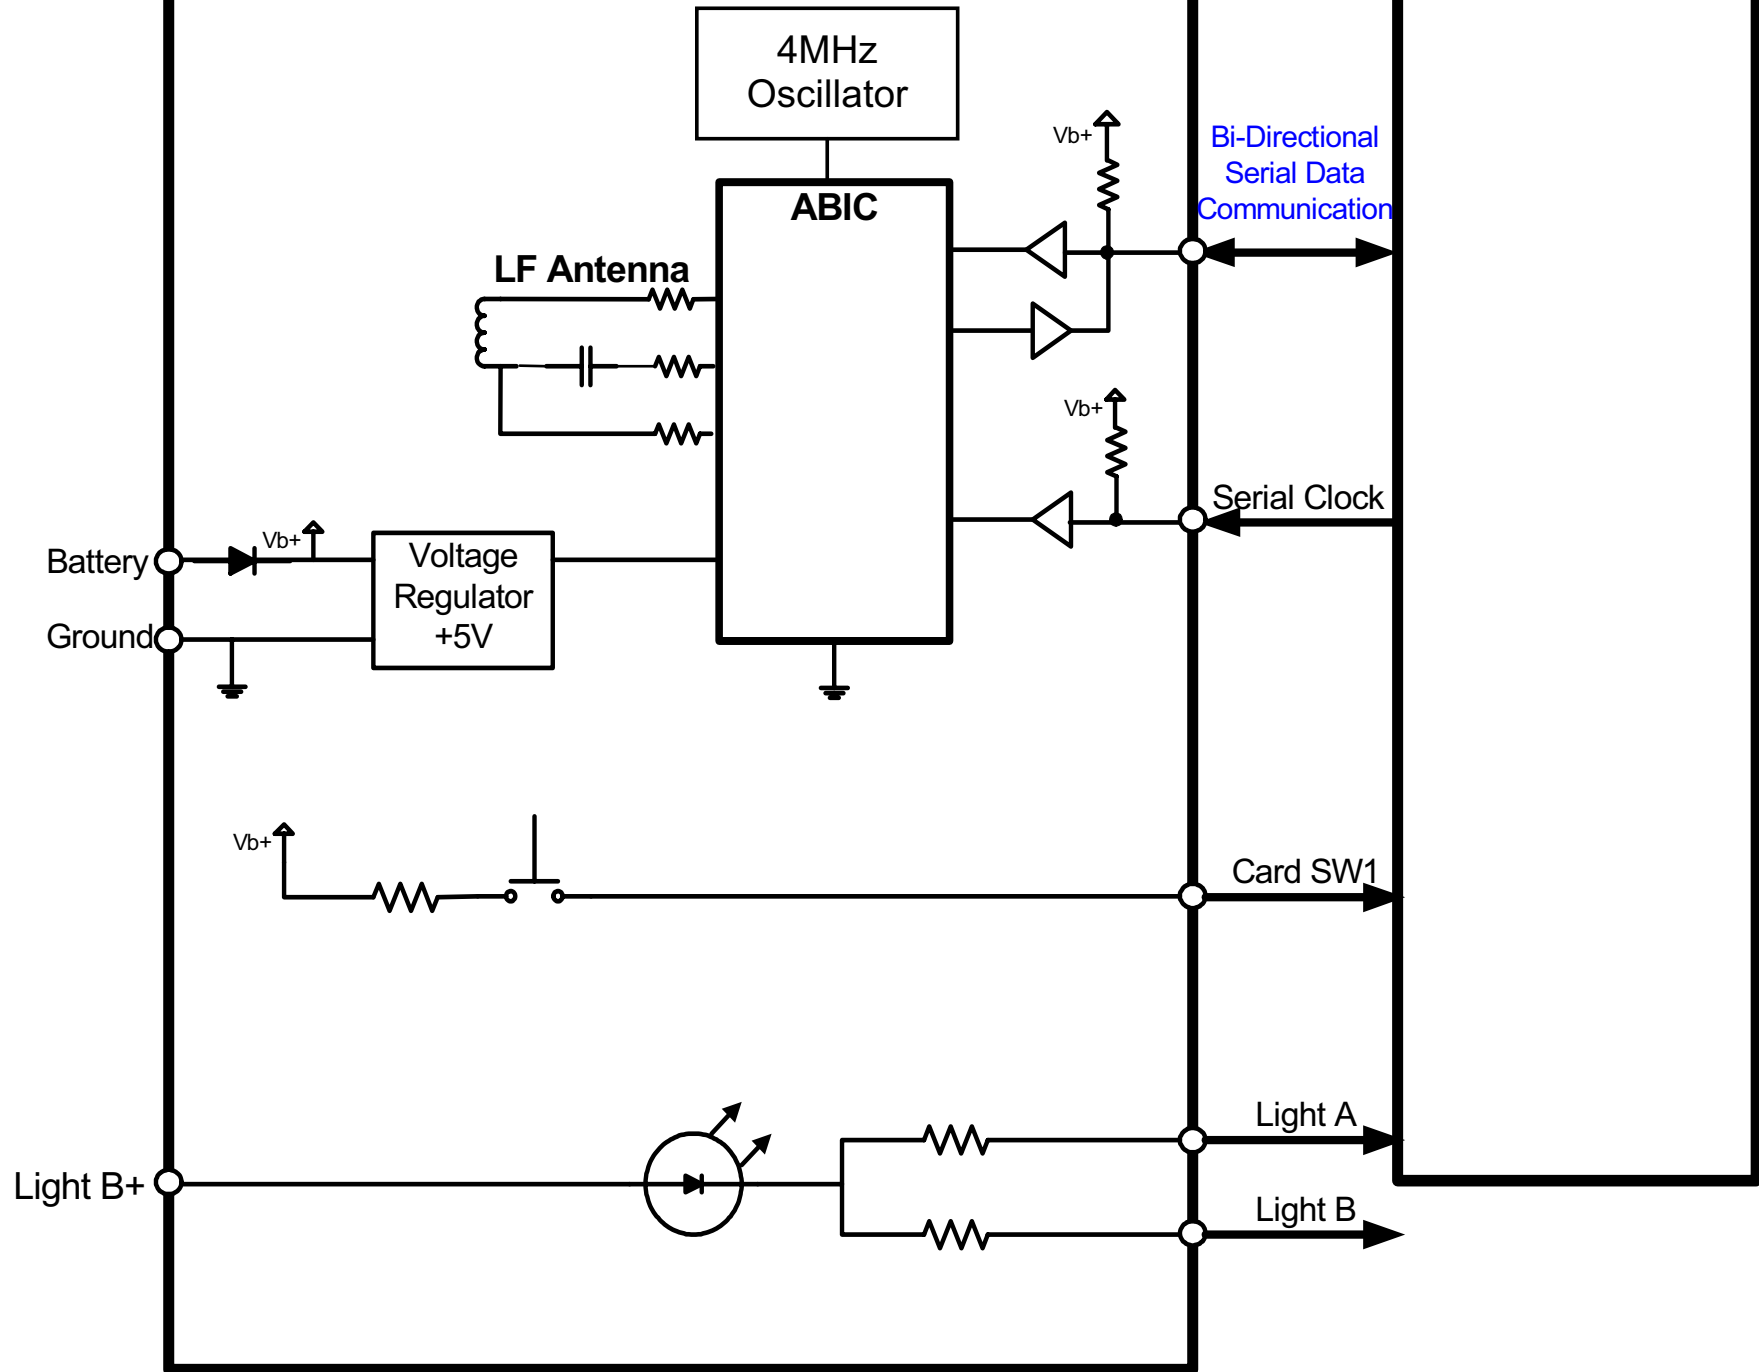 4MHz
Oscillator
Vb+
Bi-Directional
Serial Data
Communication
ABIC
LF Antenna
Vb+
Serial Clock
Battery
Vb+
Voltage
Regulator
+5V
Ground
Vb+
Card SW1
Light A
Light B+
Light B